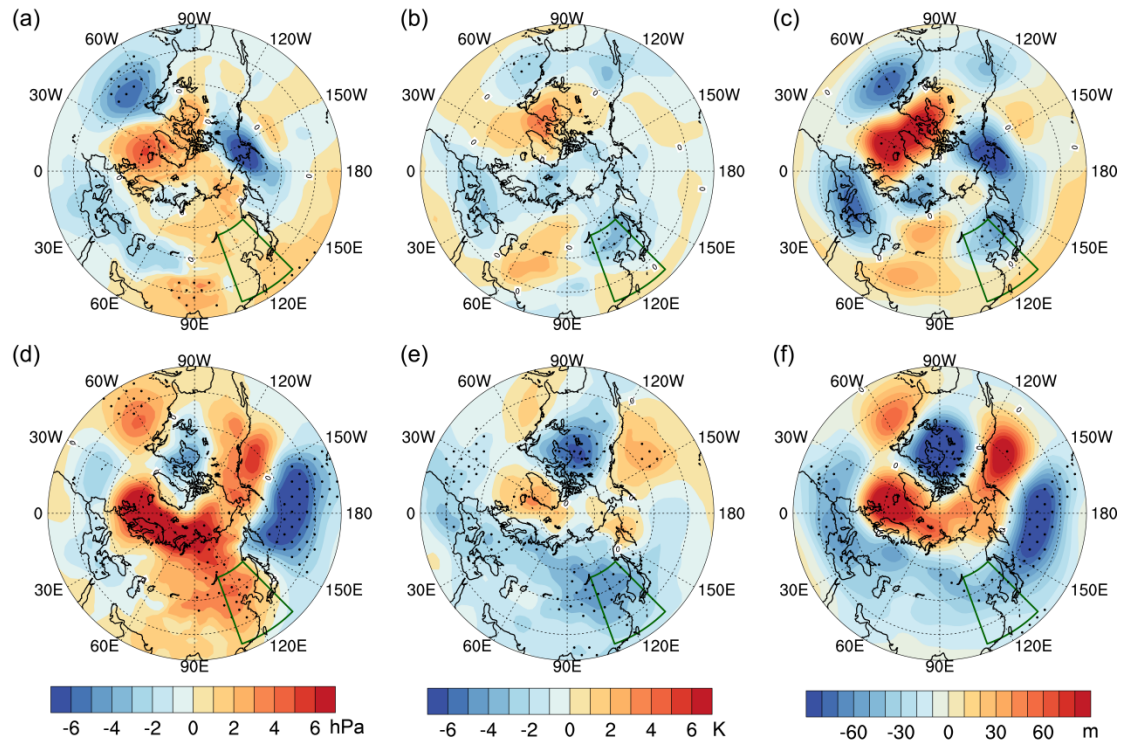 (a) (b) (c)
90W 90W 90W
60W 120W 60W 120W 60W 120W
30W 150W 30W 150W 30W 150W
0 180 0 180 0 180
30E 150E 30E 150E 30E 150E
60E 120E 60E 120E 60E 120E
90E 90E 90E
(d) (e) (f)
90W 90W 90W
60W 120W 60W 120W 60W 120W
30W 150W 30W 150W 30W 150W
0 180 0 180 0 180
30E 150E 30E 150E 30E 150E
60E 120E 60E 120E 60E 120E
90E 90E 90E
-6 -4 -2 0 2 4 6 hPa -6 -4 -2 0 2 4 6 K -60 -30 0 30 60 m